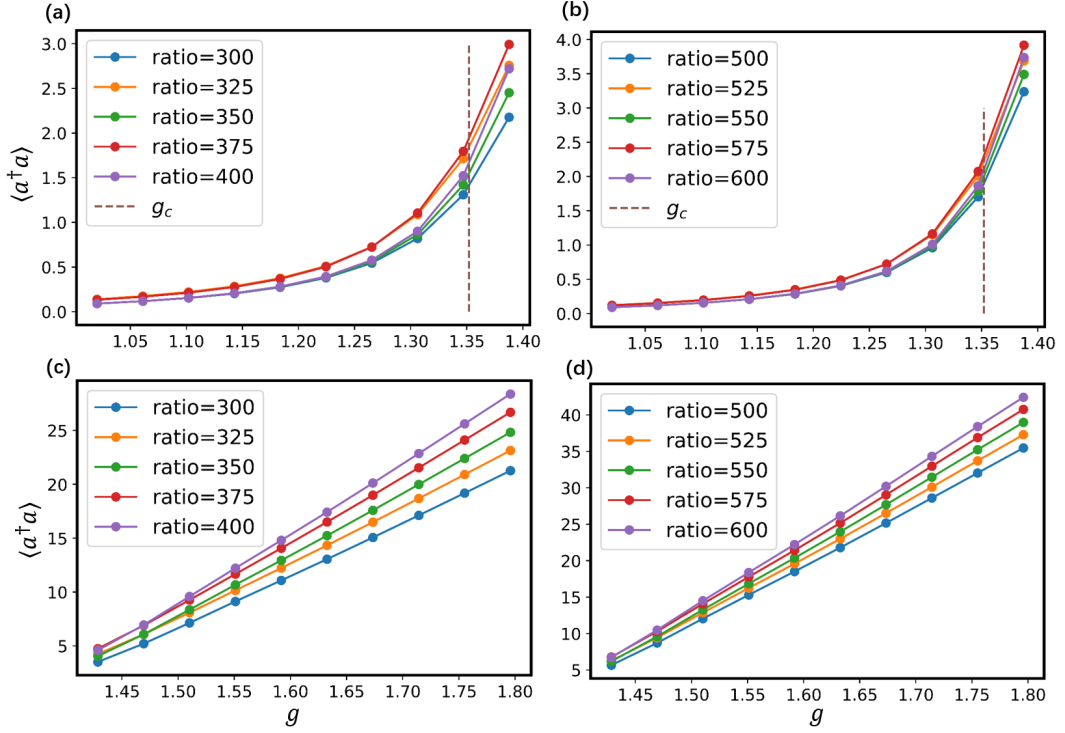 (a)
⟨a†a⟩
3.0
2.5
2.0
1.5
1.0
0.5
0.0
ratio=300
ratio=325
ratio=350
ratio=375
ratio=400
g_c
1.05 1.10 1.15 1.20 1.25 1.30 1.35 1.40
(b)
4.0
3.5
3.0
2.5
2.0
1.5
1.0
0.5
0.0
ratio=500
ratio=525
ratio=550
ratio=575
ratio=600
g_c
1.05 1.10 1.15 1.20 1.25 1.30 1.35 1.40
(c)
⟨a†a⟩
25
20
15
10
5
ratio=300
ratio=325
ratio=350
ratio=375
ratio=400
1.45 1.50 1.55 1.60 1.65 1.70 1.75 1.80
g
(d)
40
35
30
25
20
15
10
5
ratio=500
ratio=525
ratio=550
ratio=575
ratio=600
1.45 1.50 1.55 1.60 1.65 1.70 1.75 1.80
g